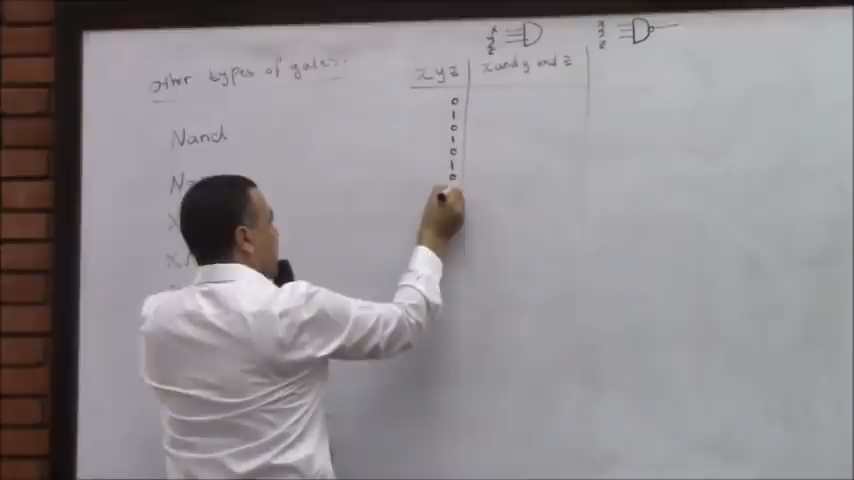 Other types of gates.
Nand
x y z
x and y and z
0
1
0
1
0
1
0
x
y
z
x
y
z